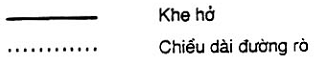 Khe hở
Chiều dài đường rò